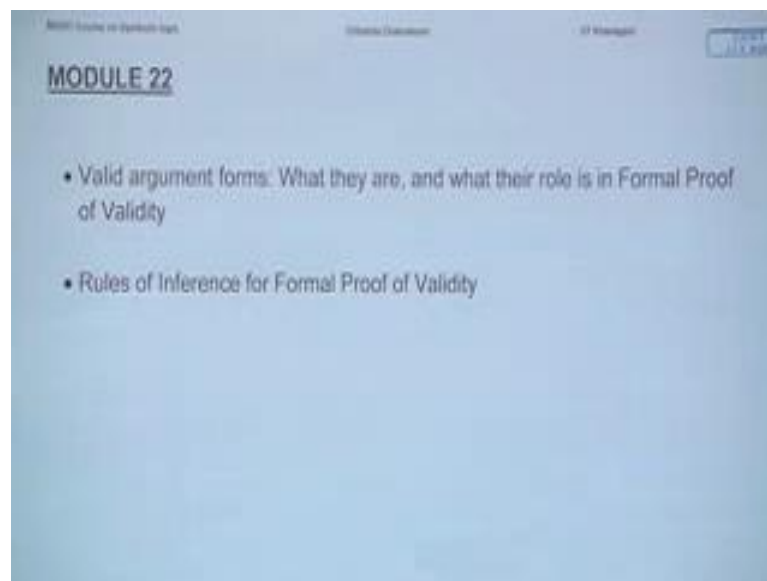 MODULE 22
• Valid argument forms: What they are, and what their role is in Formal Proof
of Validity
• Rules of Inference for Formal Proof of Validity